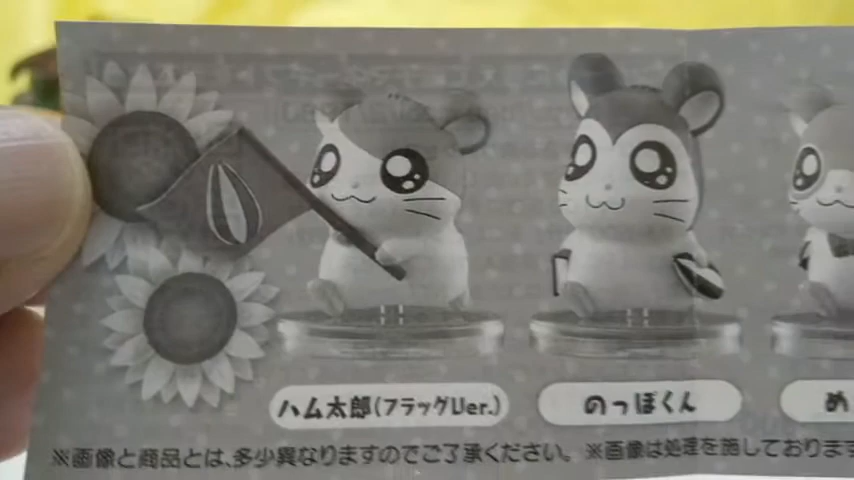 ハム太郎(フラッグVer.)
のっぽくん
め
※画像と商品とは、多少異なりますのでご了承ください。 ※画像は処理を施しております